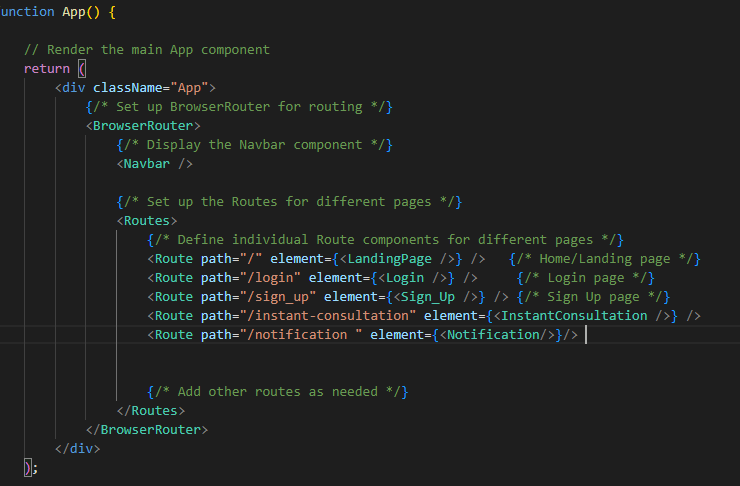 unction App() {
// Render the main App component
return (
<div className="App">
{/* Set up BrowserRouter for routing */}
<BrowserRouter>
{/* Display the Navbar component */}
<Navbar />
{/* Set up the Routes for different pages */}
<Routes>
{/* Define individual Route components for different pages */}
<Route path="/" element={<LandingPage />} />   {/* Home/Landing page */}
<Route path="/login" element={<Login />} />     {/* Login page */}
<Route path="/sign_up" element={<Sign_Up />} /> {/* Sign Up page */}
<Route path="/instant-consultation" element={<InstantConsultation />} />
<Route path="/notification " element={<Notification/>}/>
{/* Add other routes as needed */}
</Routes>
</BrowserRouter>
</div>
);